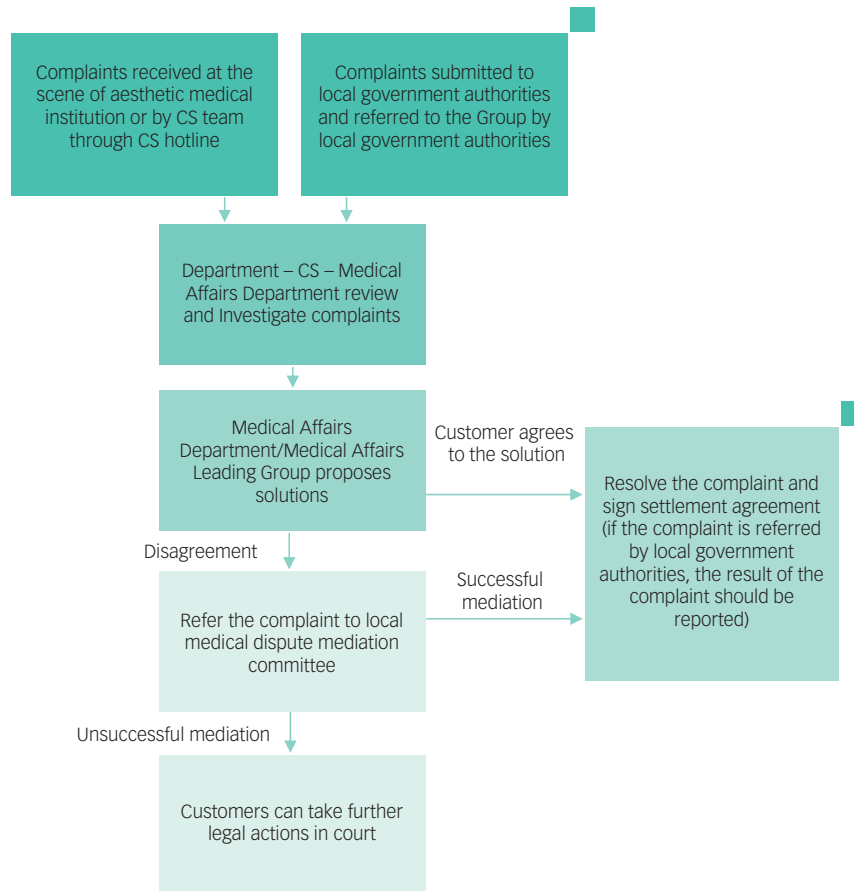 Complaints received at the
scene of aesthetic medical
institution or by CS team
through CS hotline
Complaints submitted to
local government authorities
and referred to the Group by
local government authorities
Department – CS – Medical
Affairs Department review
and Investigate complaints
Medical Affairs
Department/Medical Affairs
Leading Group proposes
solutions
Customer agrees
to the solution
Resolve the complaint and
sign settlement agreement
(if the complaint is referred
by local government
authorities, the result of the
complaint should be
reported)
Disagreement
Successful
mediation
Refer the complaint to local
medical dispute mediation
committee
Unsuccessful mediation
Customers can take further
legal actions in court